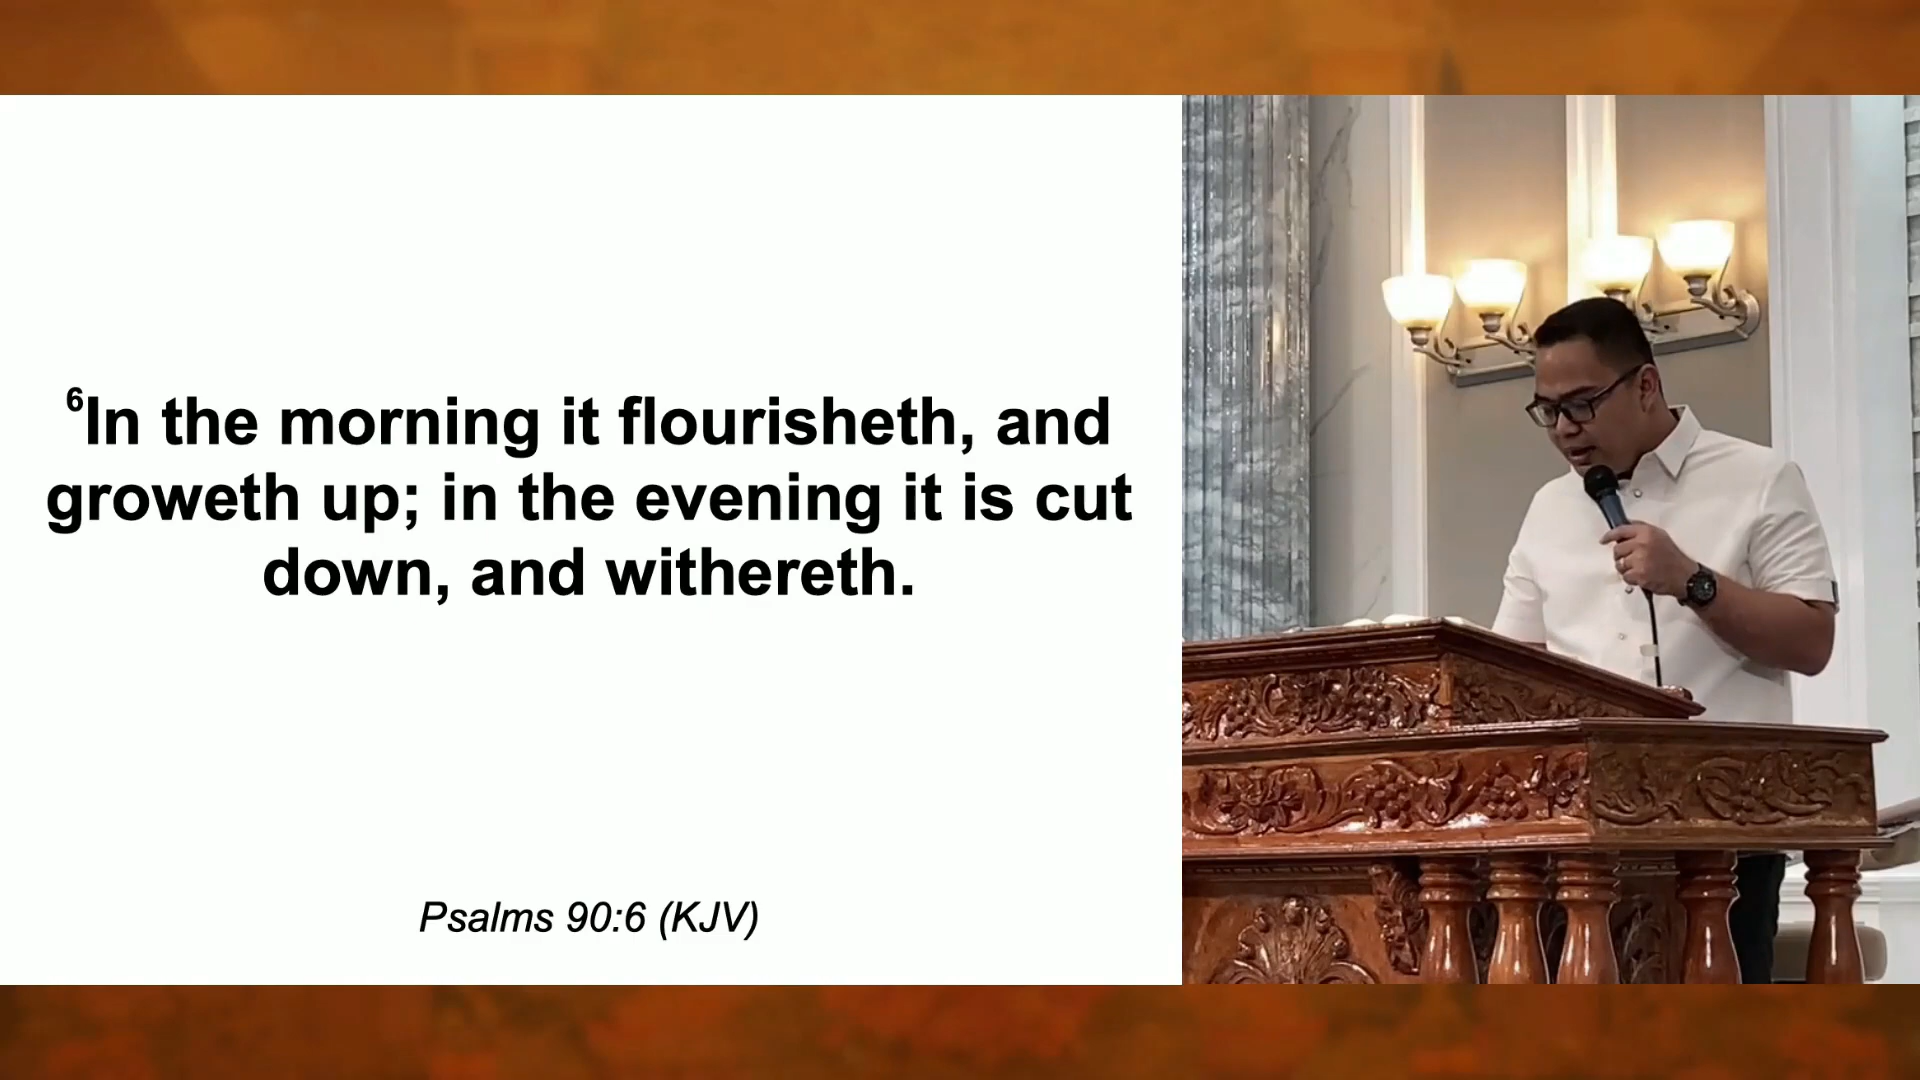 ⁶In the morning it flourisheth, and
groweth up; in the evening it is cut
down, and withereth.
Psalms 90:6 (KJV)